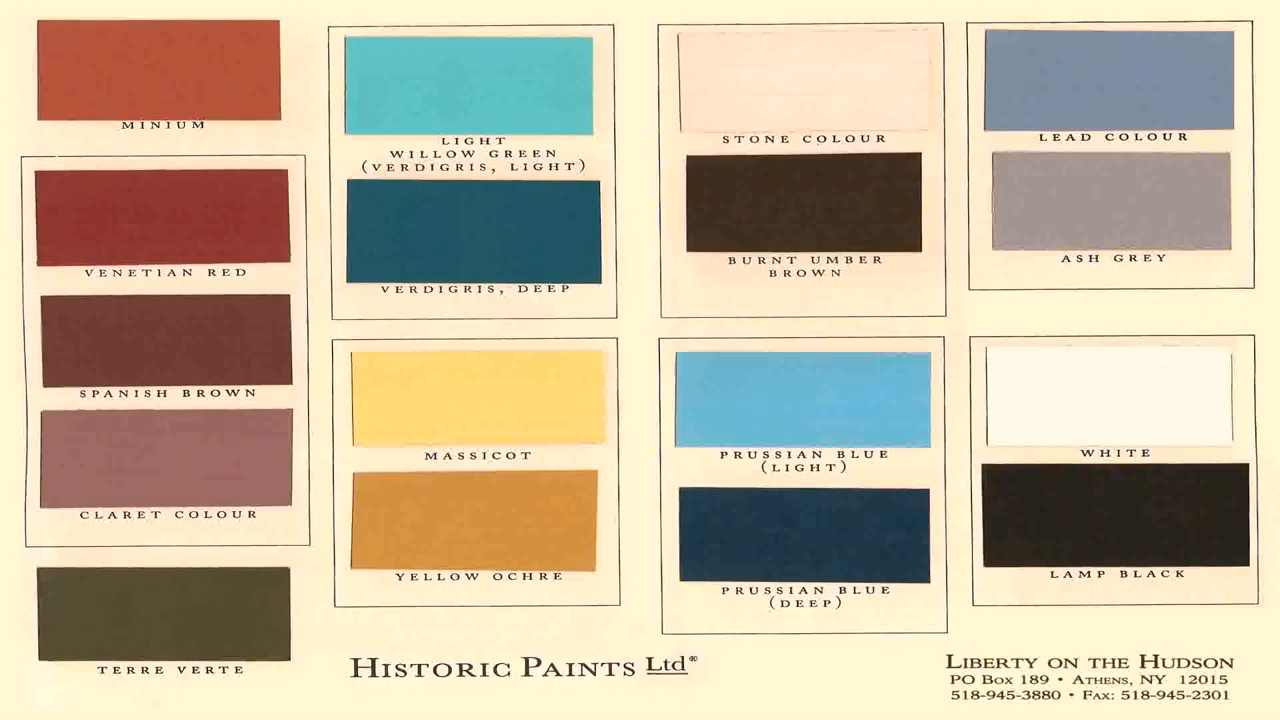 MINIUM
VENETIAN RED
SPANISH BROWN
CLARET COLOUR
TERRE VERTE
LIGHT
WILLOW GREEN
(VERDIGRIS, LIGHT)
VERDIGRIS, DEEP
MASSICOT
YELLOW OCHRE
STONE COLOUR
BURNT UMBER
BROWN
PRUSSIAN BLUE
(LIGHT)
PRUSSIAN BLUE
(DEEP)
LEAD COLOUR
ASH GREY
WHITE
LAMP BLACK
HISTORIC PAINTS Ltd®
LIBERTY ON THE HUDSON
PO BOX 189 • ATHENS, NY 12015
518-945-3880 • FAX: 518-945-2301